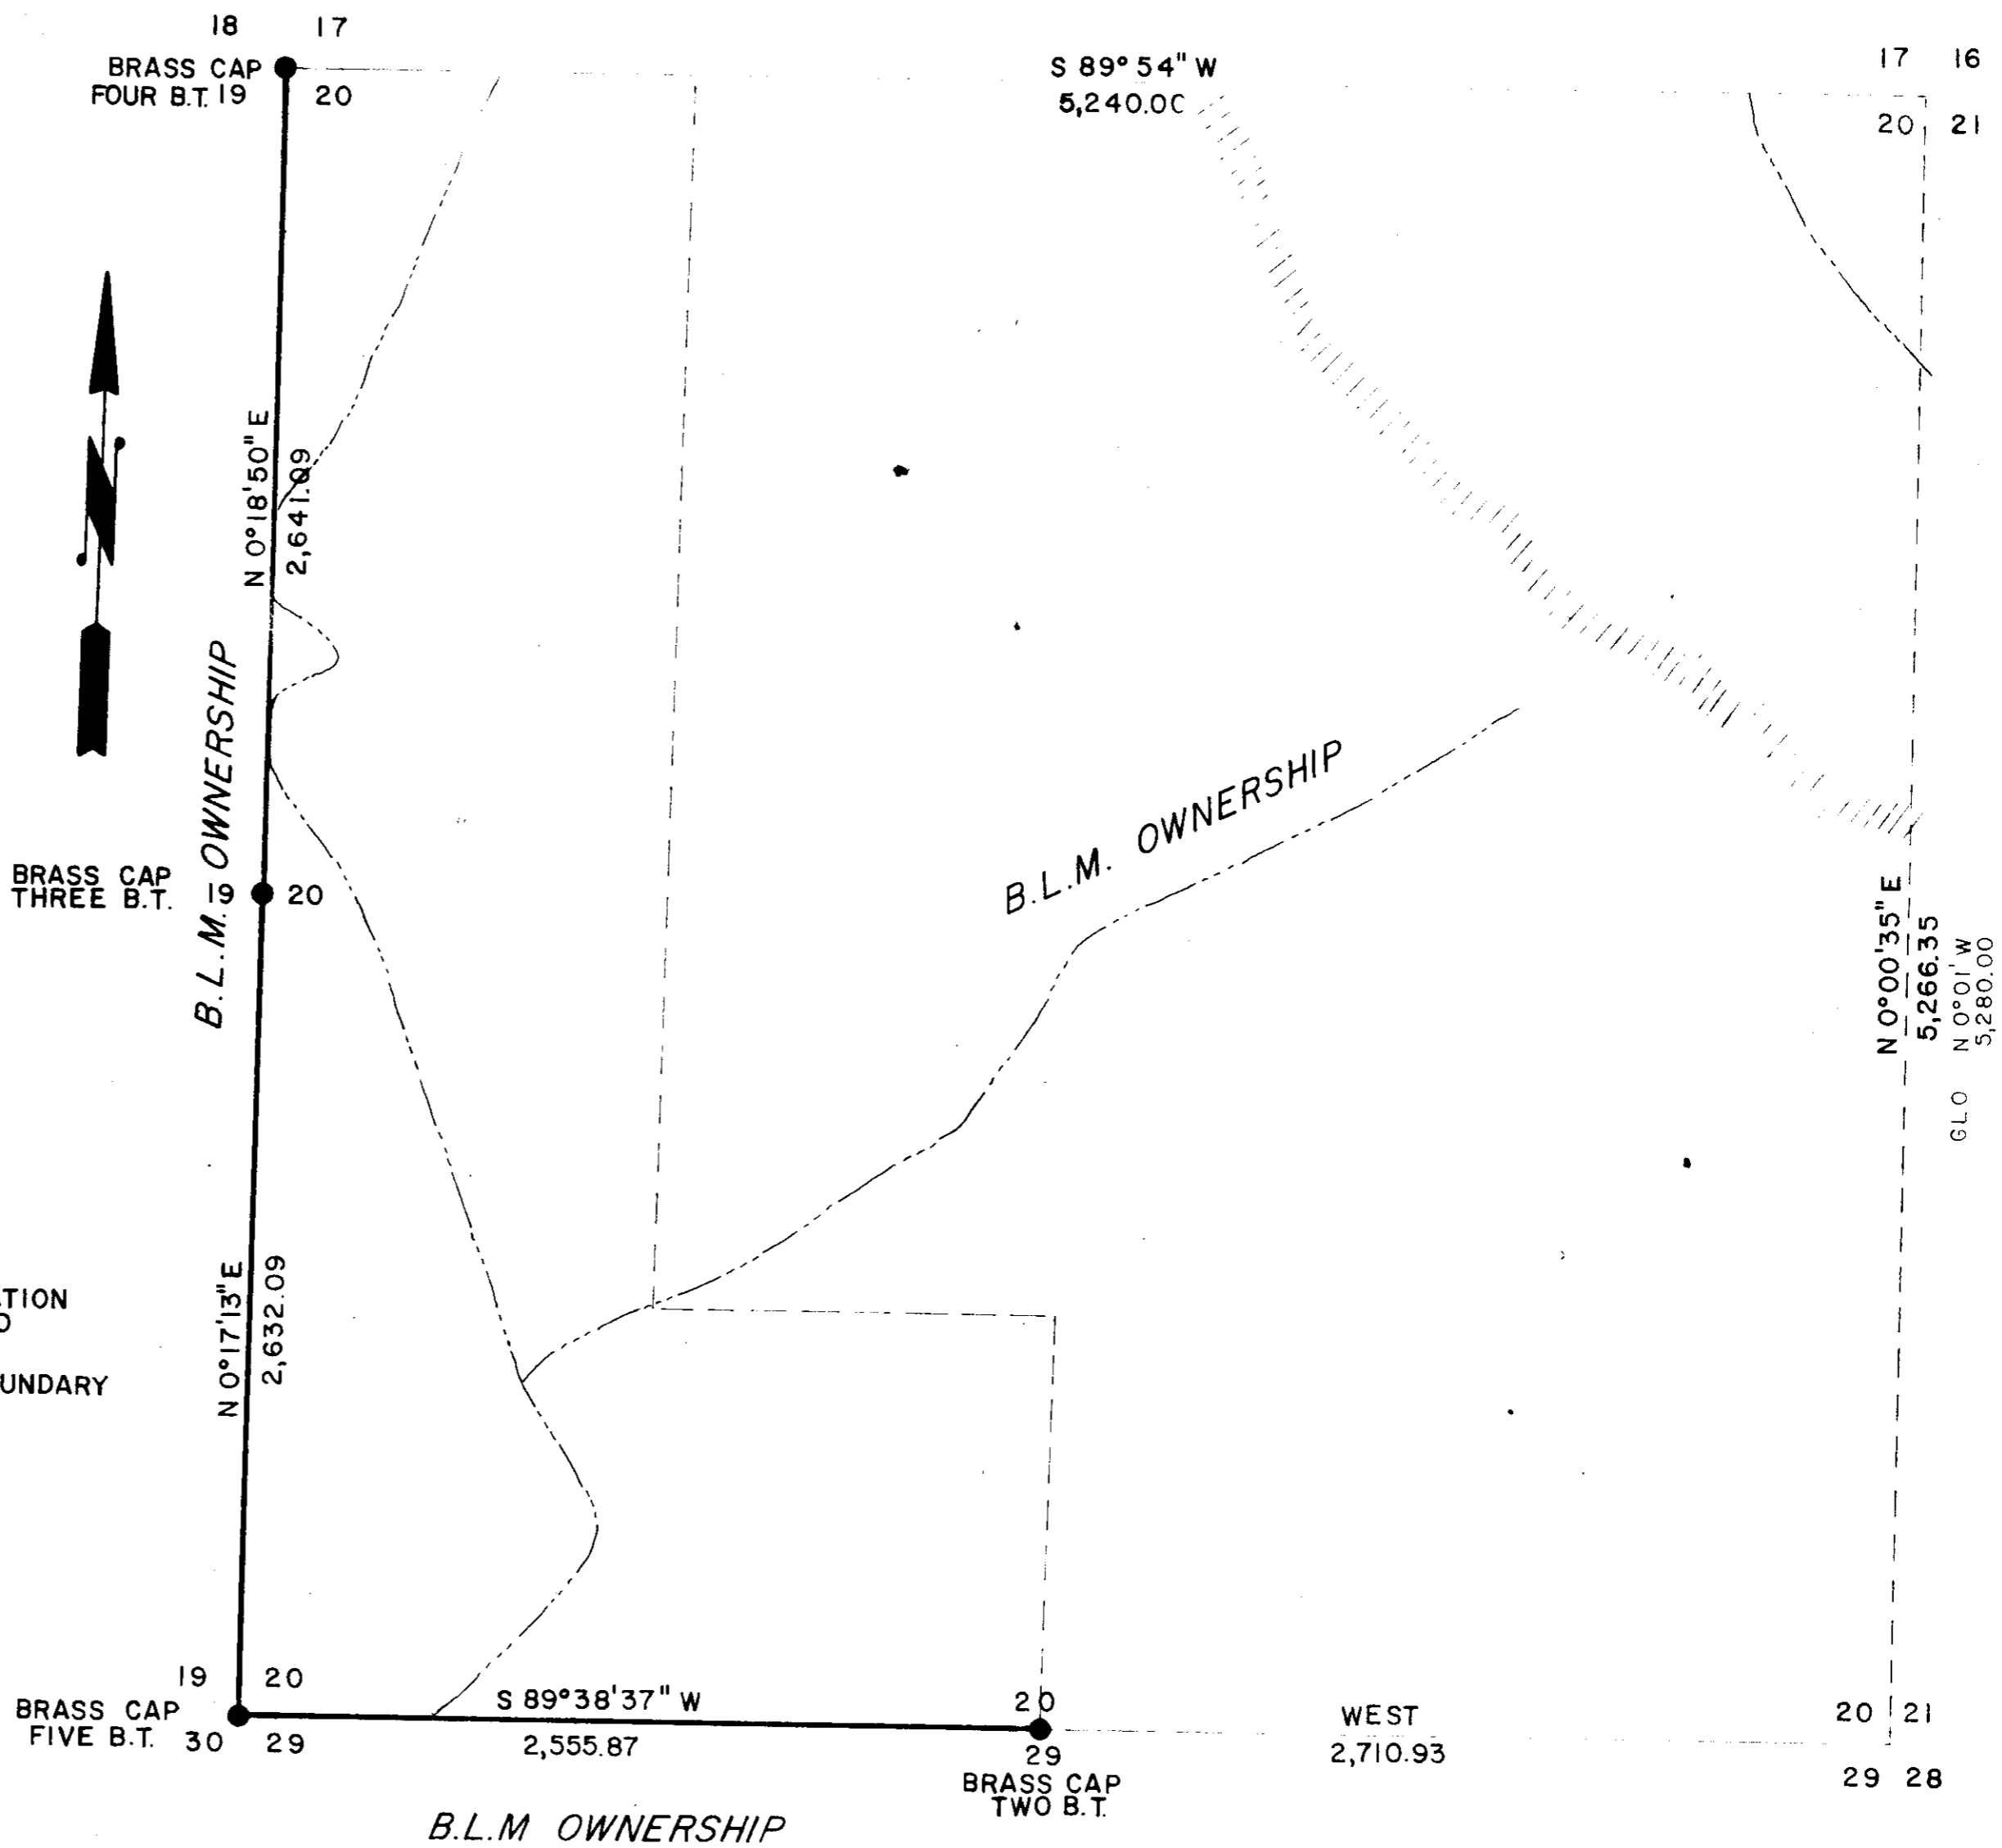 18 17
BRASS CAP
FOUR B.T. 19 20
S 89° 54" W
5,240.00
17 16
20 21
N 0°18'50" E
2,641.09
B.L.M. OWNERSHIP
BRASS CAP
THREE B.T.
19 20
B.L.M. OWNERSHIP
N 0°00'35" E
5,266.35
GLO N 0°01' W
5,280.00
N 0°17'13" E
2,632.09
TION
UNDARY
19 20
BRASS CAP
FIVE B.T. 30 29
S 89°38'37" W
2,555.87
20
29
BRASS CAP
TWO B.T.
WEST
2,710.93
20 21
29 28
B.L.M OWNERSHIP